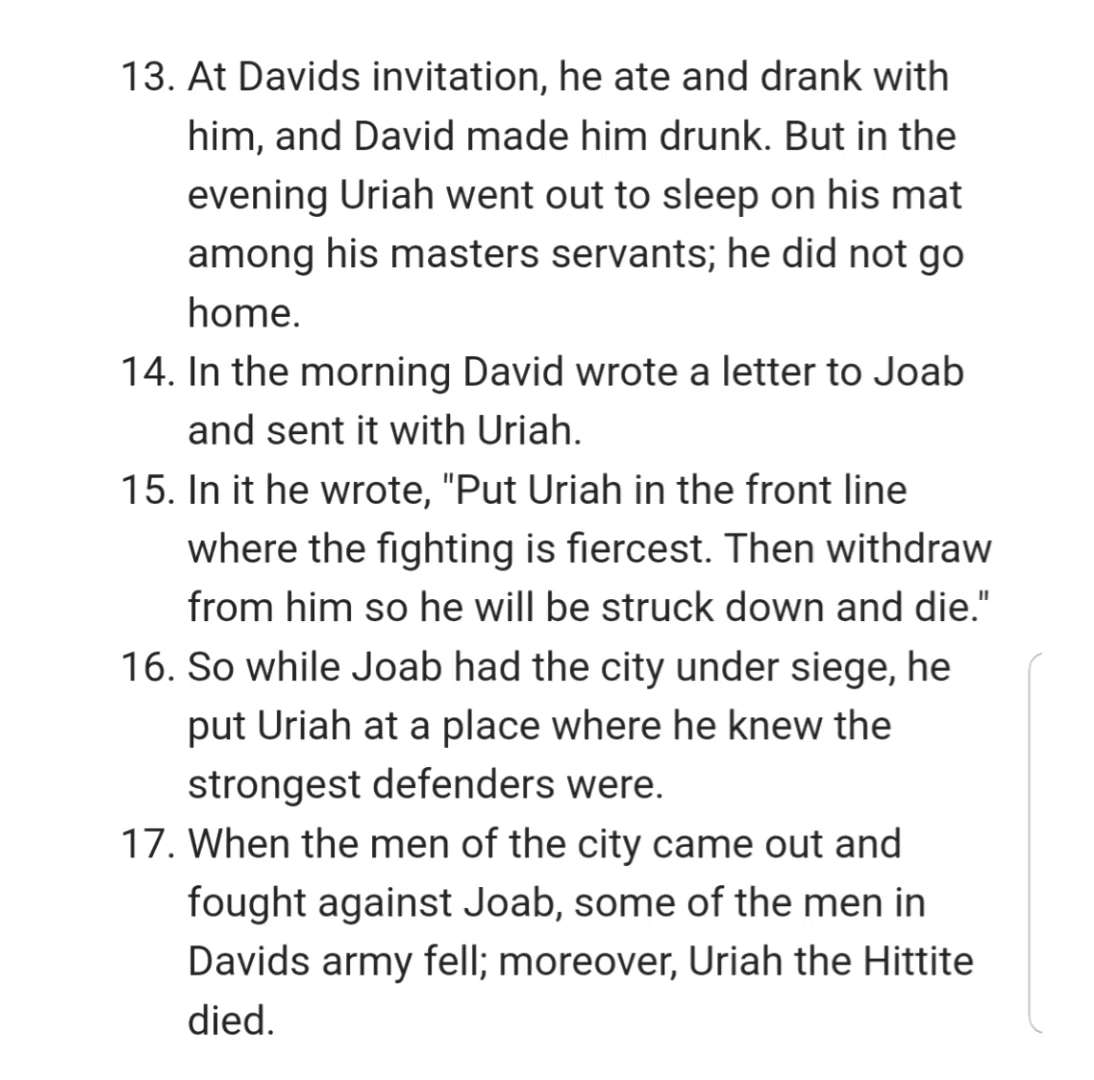 13. At Davids invitation, he ate and drank with
him, and David made him drunk. But in the
evening Uriah went out to sleep on his mat
among his masters servants; he did not go
home.
14. In the morning David wrote a letter to Joab
and sent it with Uriah.
15. In it he wrote, "Put Uriah in the front line
where the fighting is fiercest. Then withdraw
from him so he will be struck down and die."
16. So while Joab had the city under siege, he
put Uriah at a place where he knew the
strongest defenders were.
17. When the men of the city came out and
fought against Joab, some of the men in
Davids army fell; moreover, Uriah the Hittite
died.